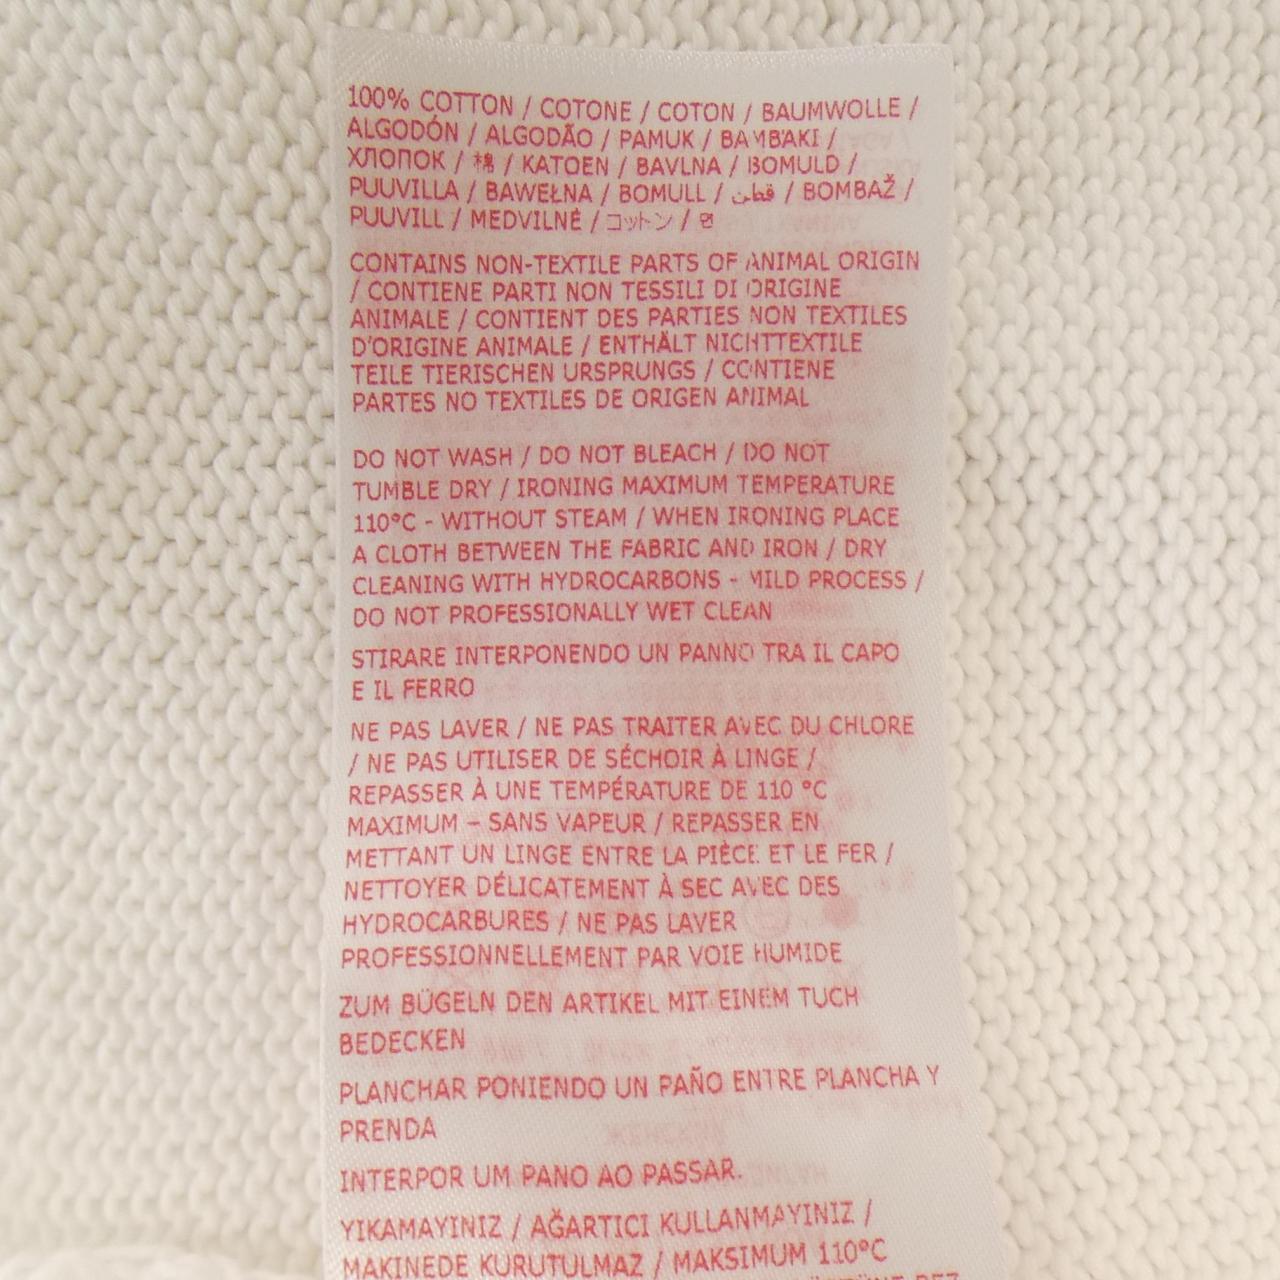 100% COTTON / COTONE / COTON / BAUMWOLLE /
ALGODÓN / ALGODÃO / PAMUK / BAMBAKI /
ХЛОПОК / 棉 / KATOEN / BAVLNA / BOMULD /
PUUVILLA / BAWEŁNA / BOMULL / قطن / BOMBAŽ /
PUUVILL / MEDVILNĖ / コットン / 면
CONTAINS NON-TEXTILE PARTS OF ANIMAL ORIGIN
/ CONTIENE PARTI NON TESSILI DI ORIGINE
ANIMALE / CONTIENT DES PARTIES NON TEXTILES
D'ORIGINE ANIMALE / ENTHÄLT NICHTTEXTILE
TEILE TIERISCHEN URSPRUNGS / CONTIENE
PARTES NO TEXTILES DE ORIGEN ANIMAL
DO NOT WASH / DO NOT BLEACH / DO NOT
TUMBLE DRY / IRONING MAXIMUM TEMPERATURE
110°C - WITHOUT STEAM / WHEN IRONING PLACE
A CLOTH BETWEEN THE FABRIC AND IRON / DRY
CLEANING WITH HYDROCARBONS - MILD PROCESS /
DO NOT PROFESSIONALLY WET CLEAN
STIRARE INTERPONENDO UN PANNO TRA IL CAPO
E IL FERRO
NE PAS LAVER / NE PAS TRAITER AVEC DU CHLORE
/ NE PAS UTILISER DE SÉCHOIR À LINGE /
REPASSER À UNE TEMPÉRATURE DE 110 °C
MAXIMUM – SANS VAPEUR / REPASSER EN
METTANT UN LINGE ENTRE LA PIÈCE ET LE FER /
NETTOYER DÉLICATEMENT À SEC AVEC DES
HYDROCARBURES / NE PAS LAVER
PROFESSIONNELLEMENT PAR VOIE HUMIDE
ZUM BÜGELN DEN ARTIKEL MIT EINEM TUCH
BEDECKEN
PLANCHAR PONIENDO UN PAÑO ENTRE PLANCHA Y
PRENDA
INTERPOR UM PANO AO PASSAR.
YIKAMAYINIZ / AĞARTICI KULLANMAYINIZ /
MAKINEDE KURUTULMAZ / MAKSIMUM 110°C